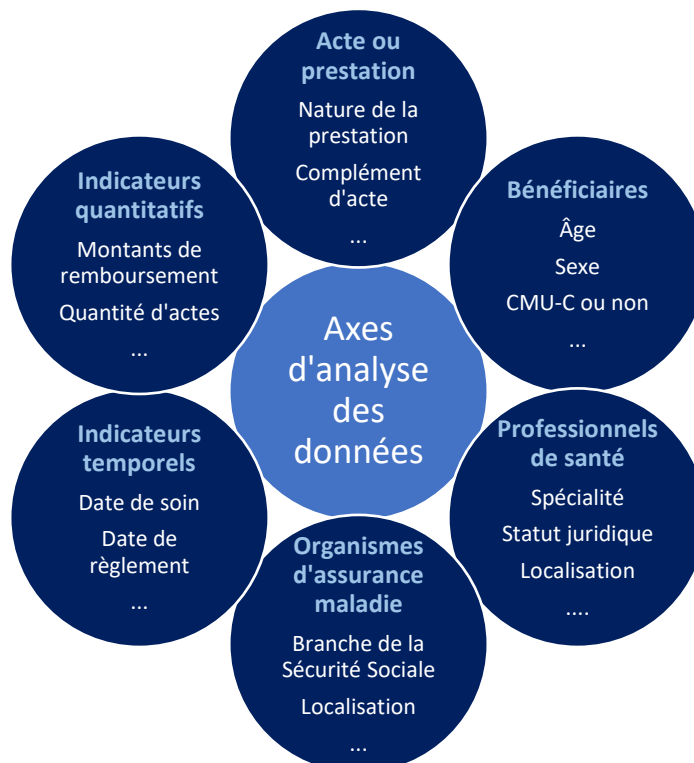 Acte ou
prestation
Nature de la
prestation
Complément
d'acte
...
Bénéficiaires
Âge
Sexe
CMU-C ou non
...
Professionnels
de santé
Spécialité
Statut juridique
Localisation
....
Organismes
d'assurance
maladie
Branche de la
Sécurité Sociale
Localisation
...
Indicateurs
temporels
Date de soin
Date de
règlement
...
Indicateurs
quantitatifs
Montants de
remboursement
Quantité d'actes
...
Axes
d'analyse
des
données